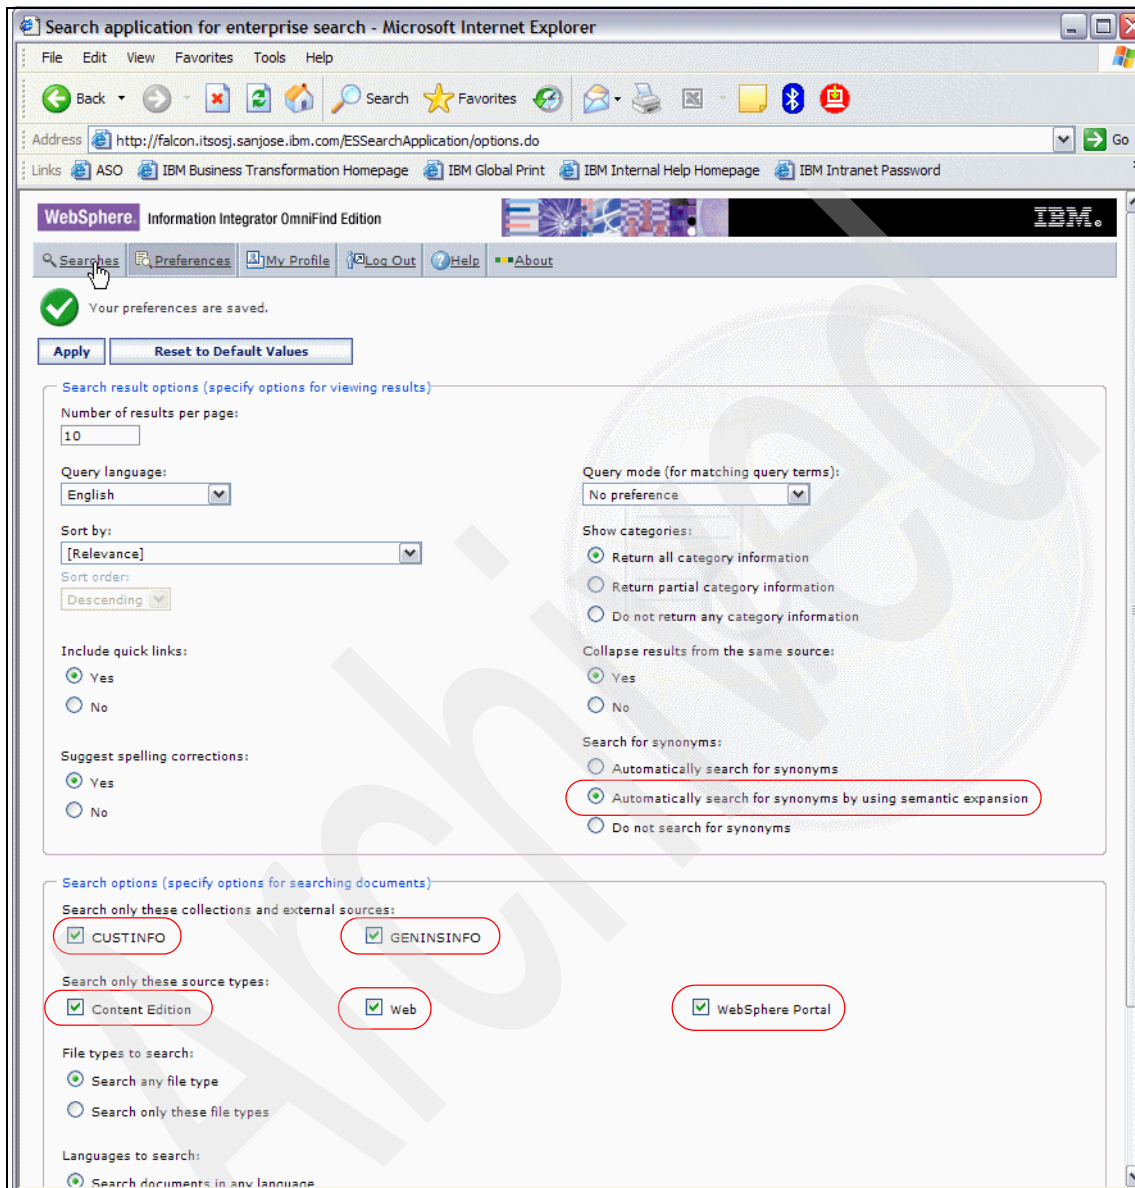 Search application for enterprise search - Microsoft Internet Explorer
File Edit View Favorites Tools Help
Back Search Favorites
Address http://falcon.itsosj.sanjose.ibm.com/ESSearchApplication/options.do Go
Links ASO IBM Business Transformation Homepage IBM Global Print IBM Internal Help Homepage IBM Intranet Password
WebSphere. Information Integrator OmniFind Edition IBM.
Searches Preferences My Profile Log Out Help About
Your preferences are saved.
Apply Reset to Default Values
Search result options (specify options for viewing results)
Number of results per page:
10
Query language: Query mode (for matching query terms):
English No preference
Sort by: Show categories:
[Relevance] Return all category information
Sort order: Return partial category information
Descending Do not return any category information
Include quick links: Collapse results from the same source:
Yes Yes
No No
Suggest spelling corrections: Search for synonyms:
Yes Automatically search for synonyms
No Automatically search for synonyms by using semantic expansion
Do not search for synonyms
Search options (specify options for searching documents)
Search only these collections and external sources:
CUSTINFO GENINSINFO
Search only these source types:
Content Edition Web WebSphere Portal
File types to search:
Search any file type
Search only these file types
Languages to search:
Search documents in any language
Archived